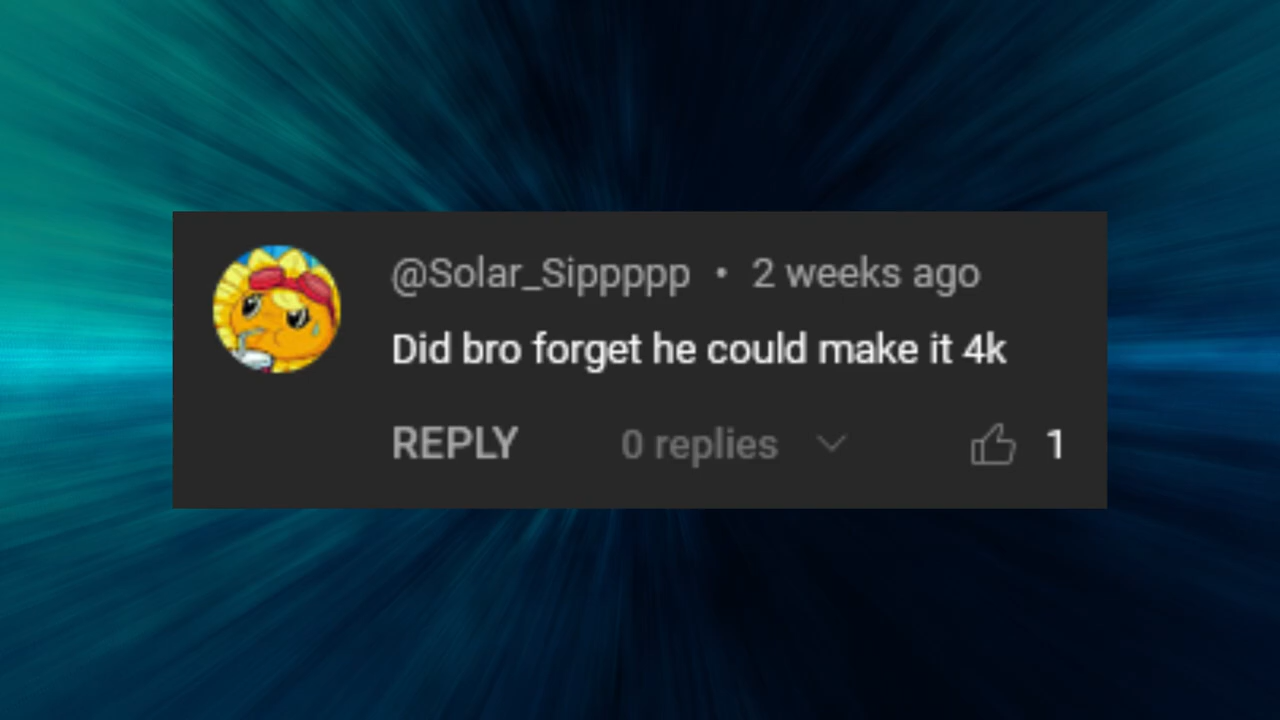 @Solar_Sippppp • 2 weeks ago
Did bro forget he could make it 4k
REPLY 0 replies 1